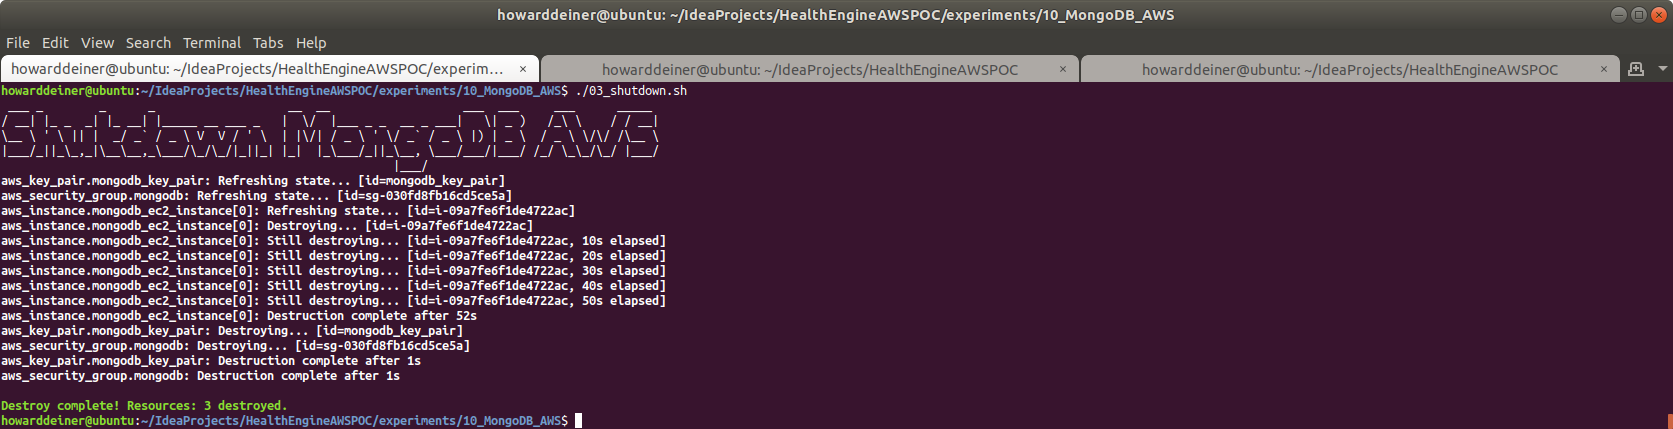 howarddeiner@ubuntu: ~/IdeaProjects/HealthEngineAWSPOC/experiments/10_MongoDB_AWS
File Edit View Search Terminal Tabs Help
howarddeiner@ubuntu: ~/IdeaProjects/HealthEngineAWSPOC/experim… × howarddeiner@ubuntu: ~/IdeaProjects/HealthEngineAWSPOC × howarddeiner@ubuntu: ~/IdeaProjects/HealthEngineAWSPOC ×
howarddeiner@ubuntu:~/IdeaProjects/HealthEngineAWSPOC/experiments/10_MongoDB_AWS$ ./03_shutdown.sh
Shutdown MongoDB AWS
aws_key_pair.mongodb_key_pair: Refreshing state... [id=mongodb_key_pair]
aws_security_group.mongodb: Refreshing state... [id=sg-030fd8fb16cd5ce5a]
aws_instance.mongodb_ec2_instance[0]: Refreshing state... [id=i-09a7fe6f1de4722ac]
aws_instance.mongodb_ec2_instance[0]: Destroying... [id=i-09a7fe6f1de4722ac]
aws_instance.mongodb_ec2_instance[0]: Still destroying... [id=i-09a7fe6f1de4722ac, 10s elapsed]
aws_instance.mongodb_ec2_instance[0]: Still destroying... [id=i-09a7fe6f1de4722ac, 20s elapsed]
aws_instance.mongodb_ec2_instance[0]: Still destroying... [id=i-09a7fe6f1de4722ac, 30s elapsed]
aws_instance.mongodb_ec2_instance[0]: Still destroying... [id=i-09a7fe6f1de4722ac, 40s elapsed]
aws_instance.mongodb_ec2_instance[0]: Still destroying... [id=i-09a7fe6f1de4722ac, 50s elapsed]
aws_instance.mongodb_ec2_instance[0]: Destruction complete after 52s
aws_key_pair.mongodb_key_pair: Destroying... [id=mongodb_key_pair]
aws_security_group.mongodb: Destroying... [id=sg-030fd8fb16cd5ce5a]
aws_key_pair.mongodb_key_pair: Destruction complete after 1s
aws_security_group.mongodb: Destruction complete after 1s
Destroy complete! Resources: 3 destroyed.
howarddeiner@ubuntu:~/IdeaProjects/HealthEngineAWSPOC/experiments/10_MongoDB_AWS$